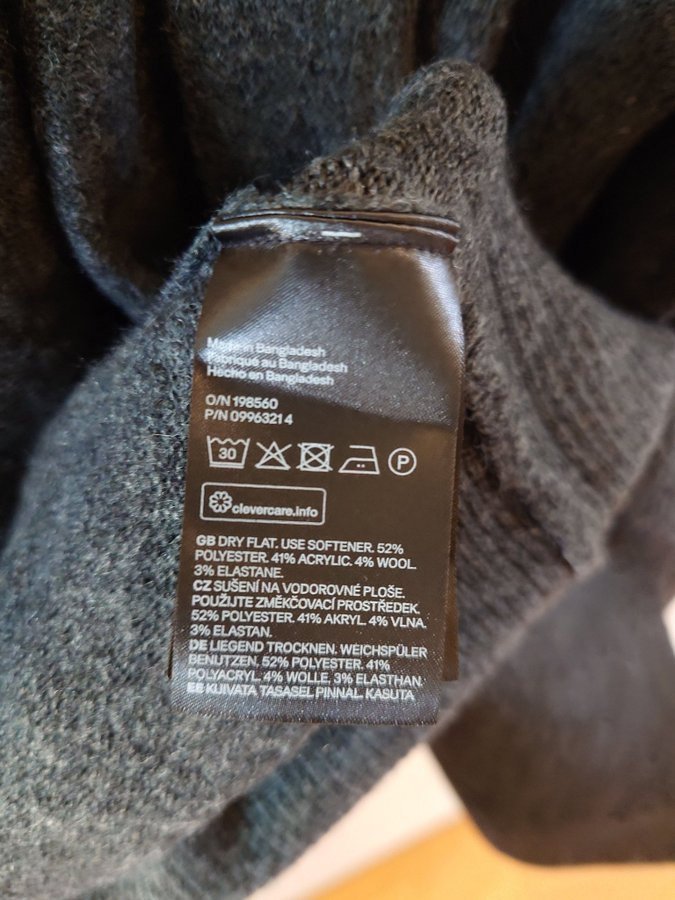 Made in Bangladesh
Fabriqué au Bangladesh
Hecho en Bangladesh
O/N 198560
P/N 0996321 4
30
P
clevercare.info
GB DRY FLAT. USE SOFTENER. 52%
POLYESTER. 41% ACRYLIC. 4% WOOL.
3% ELASTANE.
CZ SUŠENÍ NA VODOROVNÉ PLOŠE.
POUŽIJTE ZMĚKČOVACÍ PROSTŘEDEK.
52% POLYESTER. 41% AKRYL. 4% VLNA.
3% ELASTAN.
DE LIEGEND TROCKNEN. WEICHSPÜLER
BENUTZEN. 52% POLYESTER. 41%
POLYACRYL. 4% WOLLE. 3% ELASTHAN.
EE KUIVATA TASASEL PINNAL. KASUTA